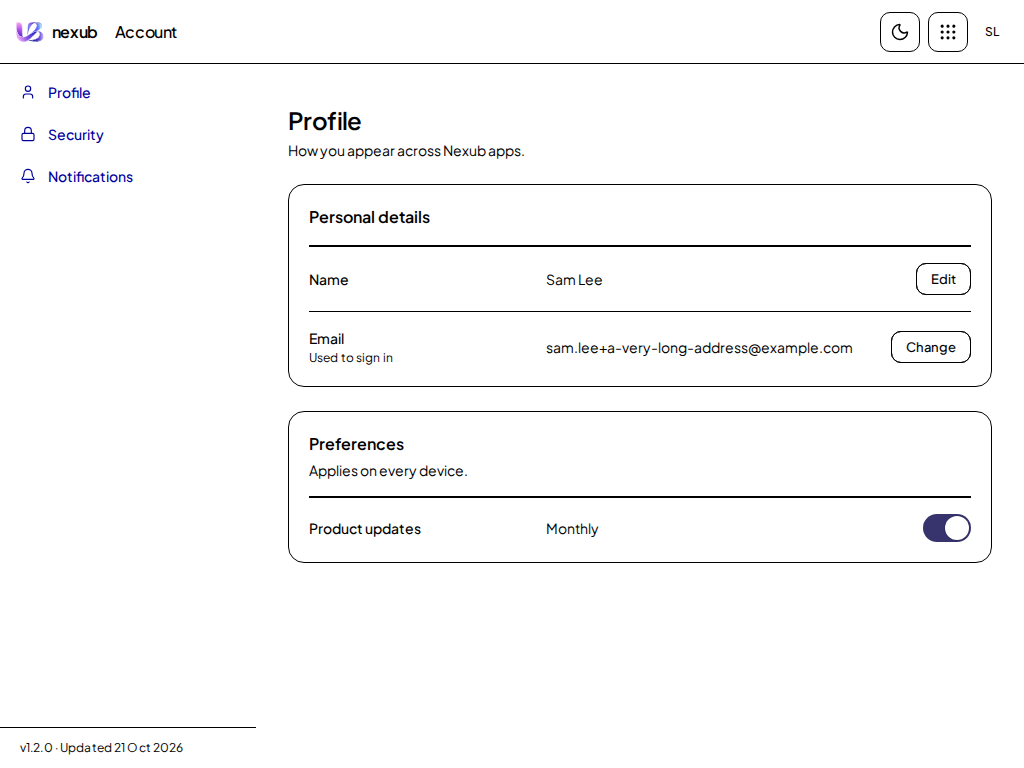 nexub Account
SL
Profile
Security
Notifications
Profile
How you appear across Nexub apps.
Personal details
Name
Sam Lee
Edit
Email
Used to sign in
sam.lee+a-very-long-address@example.com
Change
Preferences
Applies on every device.
Product updates
Monthly
v1.2.0 · Updated 21 Oct 2026